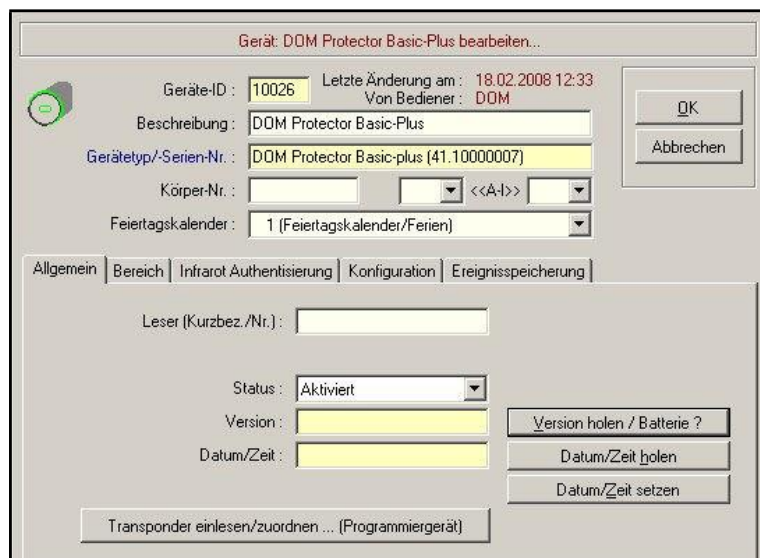 Gerät: DOM Protector Basic-Plus bearbeiten...
Geräte-ID : 10026 Letzte Änderung am : 18.02.2008 12:33
Von Bediener : DOM
Beschreibung : DOM Protector Basic-Plus
Gerätetyp/-Serien-Nr. : DOM Protector Basic-plus (41.10000007)
Körper-Nr. : <<A-I>>
Feiertagskalender : 1 (Feiertagskalender/Ferien)
OK
Abbrechen
Allgemein Bereich Infrarot Authentisierung Konfiguration Ereignisspeicherung
Leser (Kurzbez./Nr.) :
Status : Aktiviert
Version : Version holen / Batterie ?
Datum/Zeit : Datum/Zeit holen
Datum/Zeit setzen
Transponder einlesen/zuordnen ... (Programmiergerät)